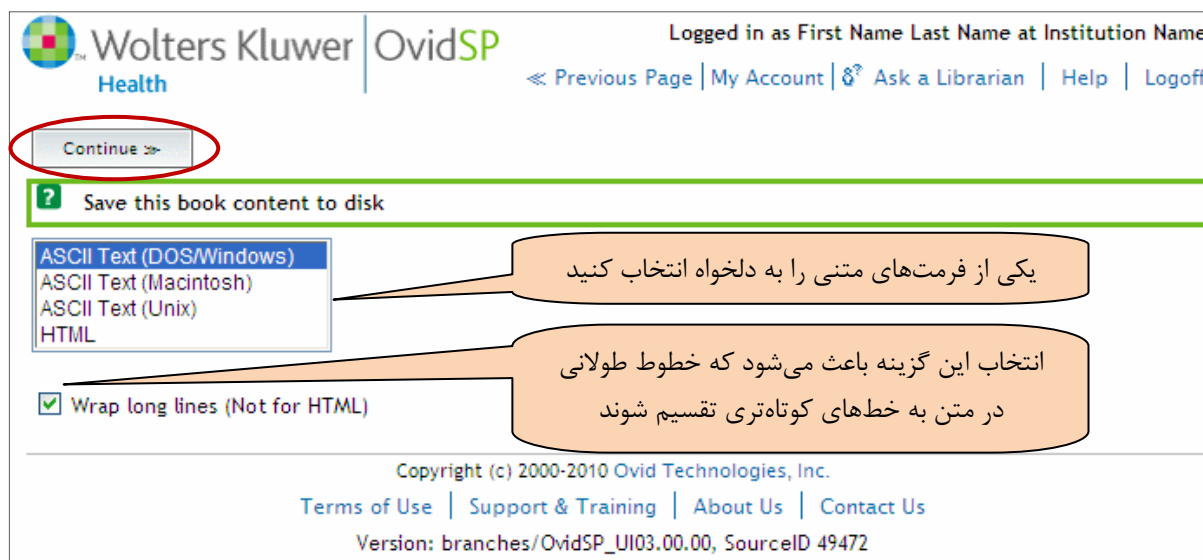 Wolters Kluwer OvidSP
Health
Logged in as First Name Last Name at Institution Name
≪ Previous Page | My Account | Ask a Librarian | Help | Logoff
Continue ≫
? Save this book content to disk
ASCII Text (DOS/Windows)
ASCII Text (Macintosh)
ASCII Text (Unix)
HTML
یکی از فرمت‌های متنی را به دلخواه انتخاب کنید
انتخاب این گزینه باعث می‌شود که خطوط طولانی
در متن به خط‌های کوتاه‌تری تقسیم شوند
Wrap long lines (Not for HTML)
Copyright (c) 2000-2010 Ovid Technologies, Inc.
Terms of Use | Support & Training | About Us | Contact Us
Version: branches/OvidSP_UI03.00.00, SourceID 49472